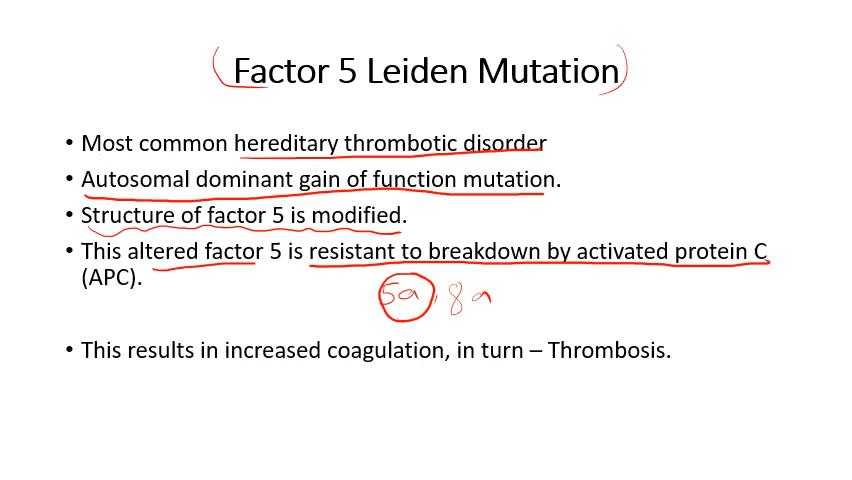 Factor 5 Leiden Mutation
• Most common hereditary thrombotic disorder
• Autosomal dominant gain of function mutation.
• Structure of factor 5 is modified.
• This altered factor 5 is resistant to breakdown by activated protein C
(APC).
5a, 8a
• This results in increased coagulation, in turn – Thrombosis.